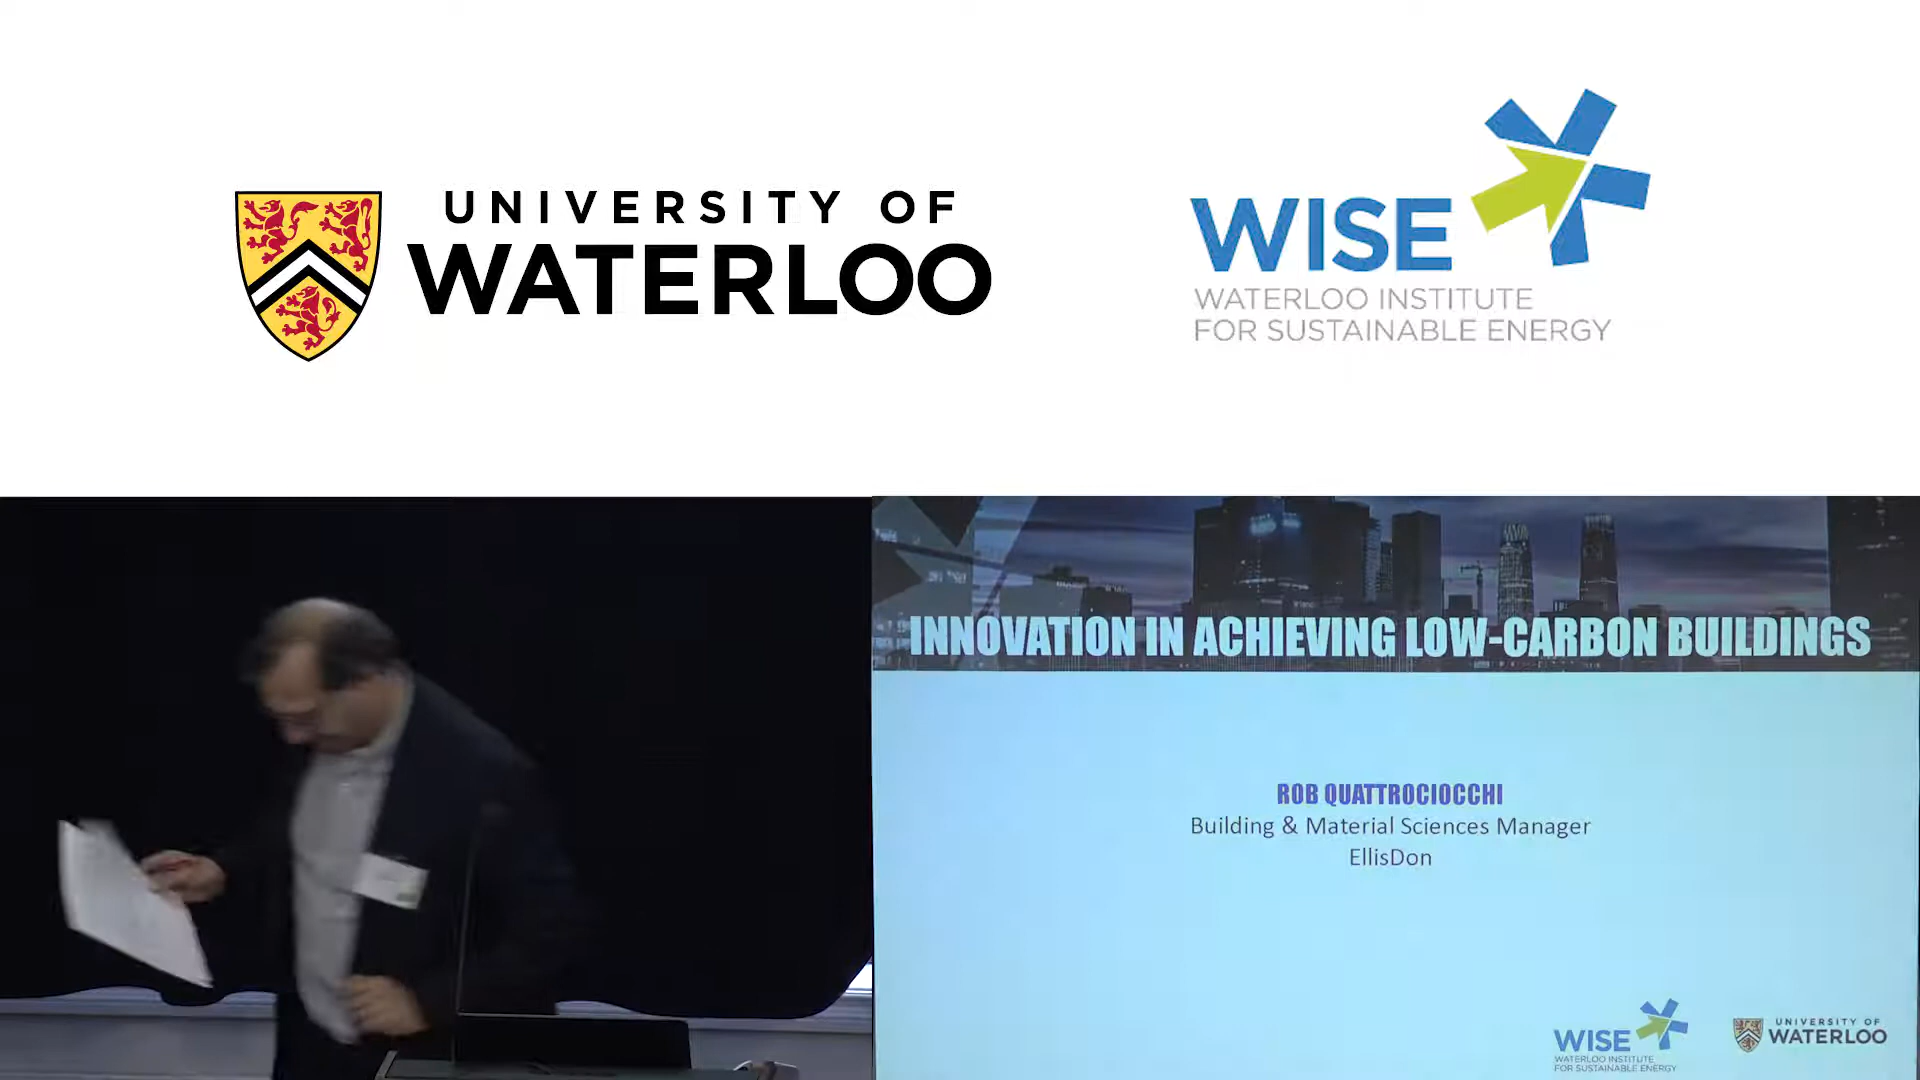 UNIVERSITY OF
WATERLOO
WISE
WATERLOO INSTITUTE
FOR SUSTAINABLE ENERGY
INNOVATION IN ACHIEVING LOW-CARBON BUILDINGS
ROB QUATTROCIOCCHI
Building & Material Sciences Manager
EllisDon
WISE
WATERLOO INSTITUTE
FOR SUSTAINABLE ENERGY
UNIVERSITY OF
WATERLOO